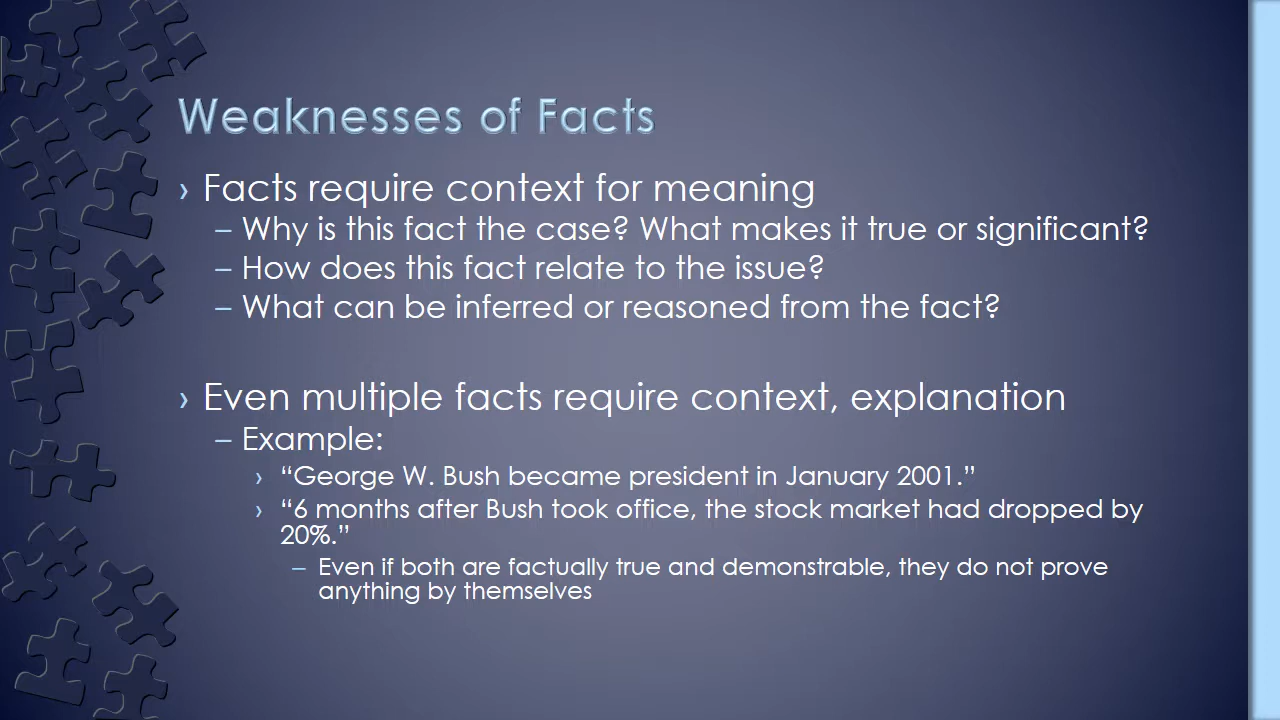 Weaknesses of Facts
› Facts require context for meaning
– Why is this fact the case? What makes it true or significant?
– How does this fact relate to the issue?
– What can be inferred or reasoned from the fact?
› Even multiple facts require context, explanation
– Example:
› “George W. Bush became president in January 2001.”
› “6 months after Bush took office, the stock market had dropped by
20%.”
– Even if both are factually true and demonstrable, they do not prove
anything by themselves